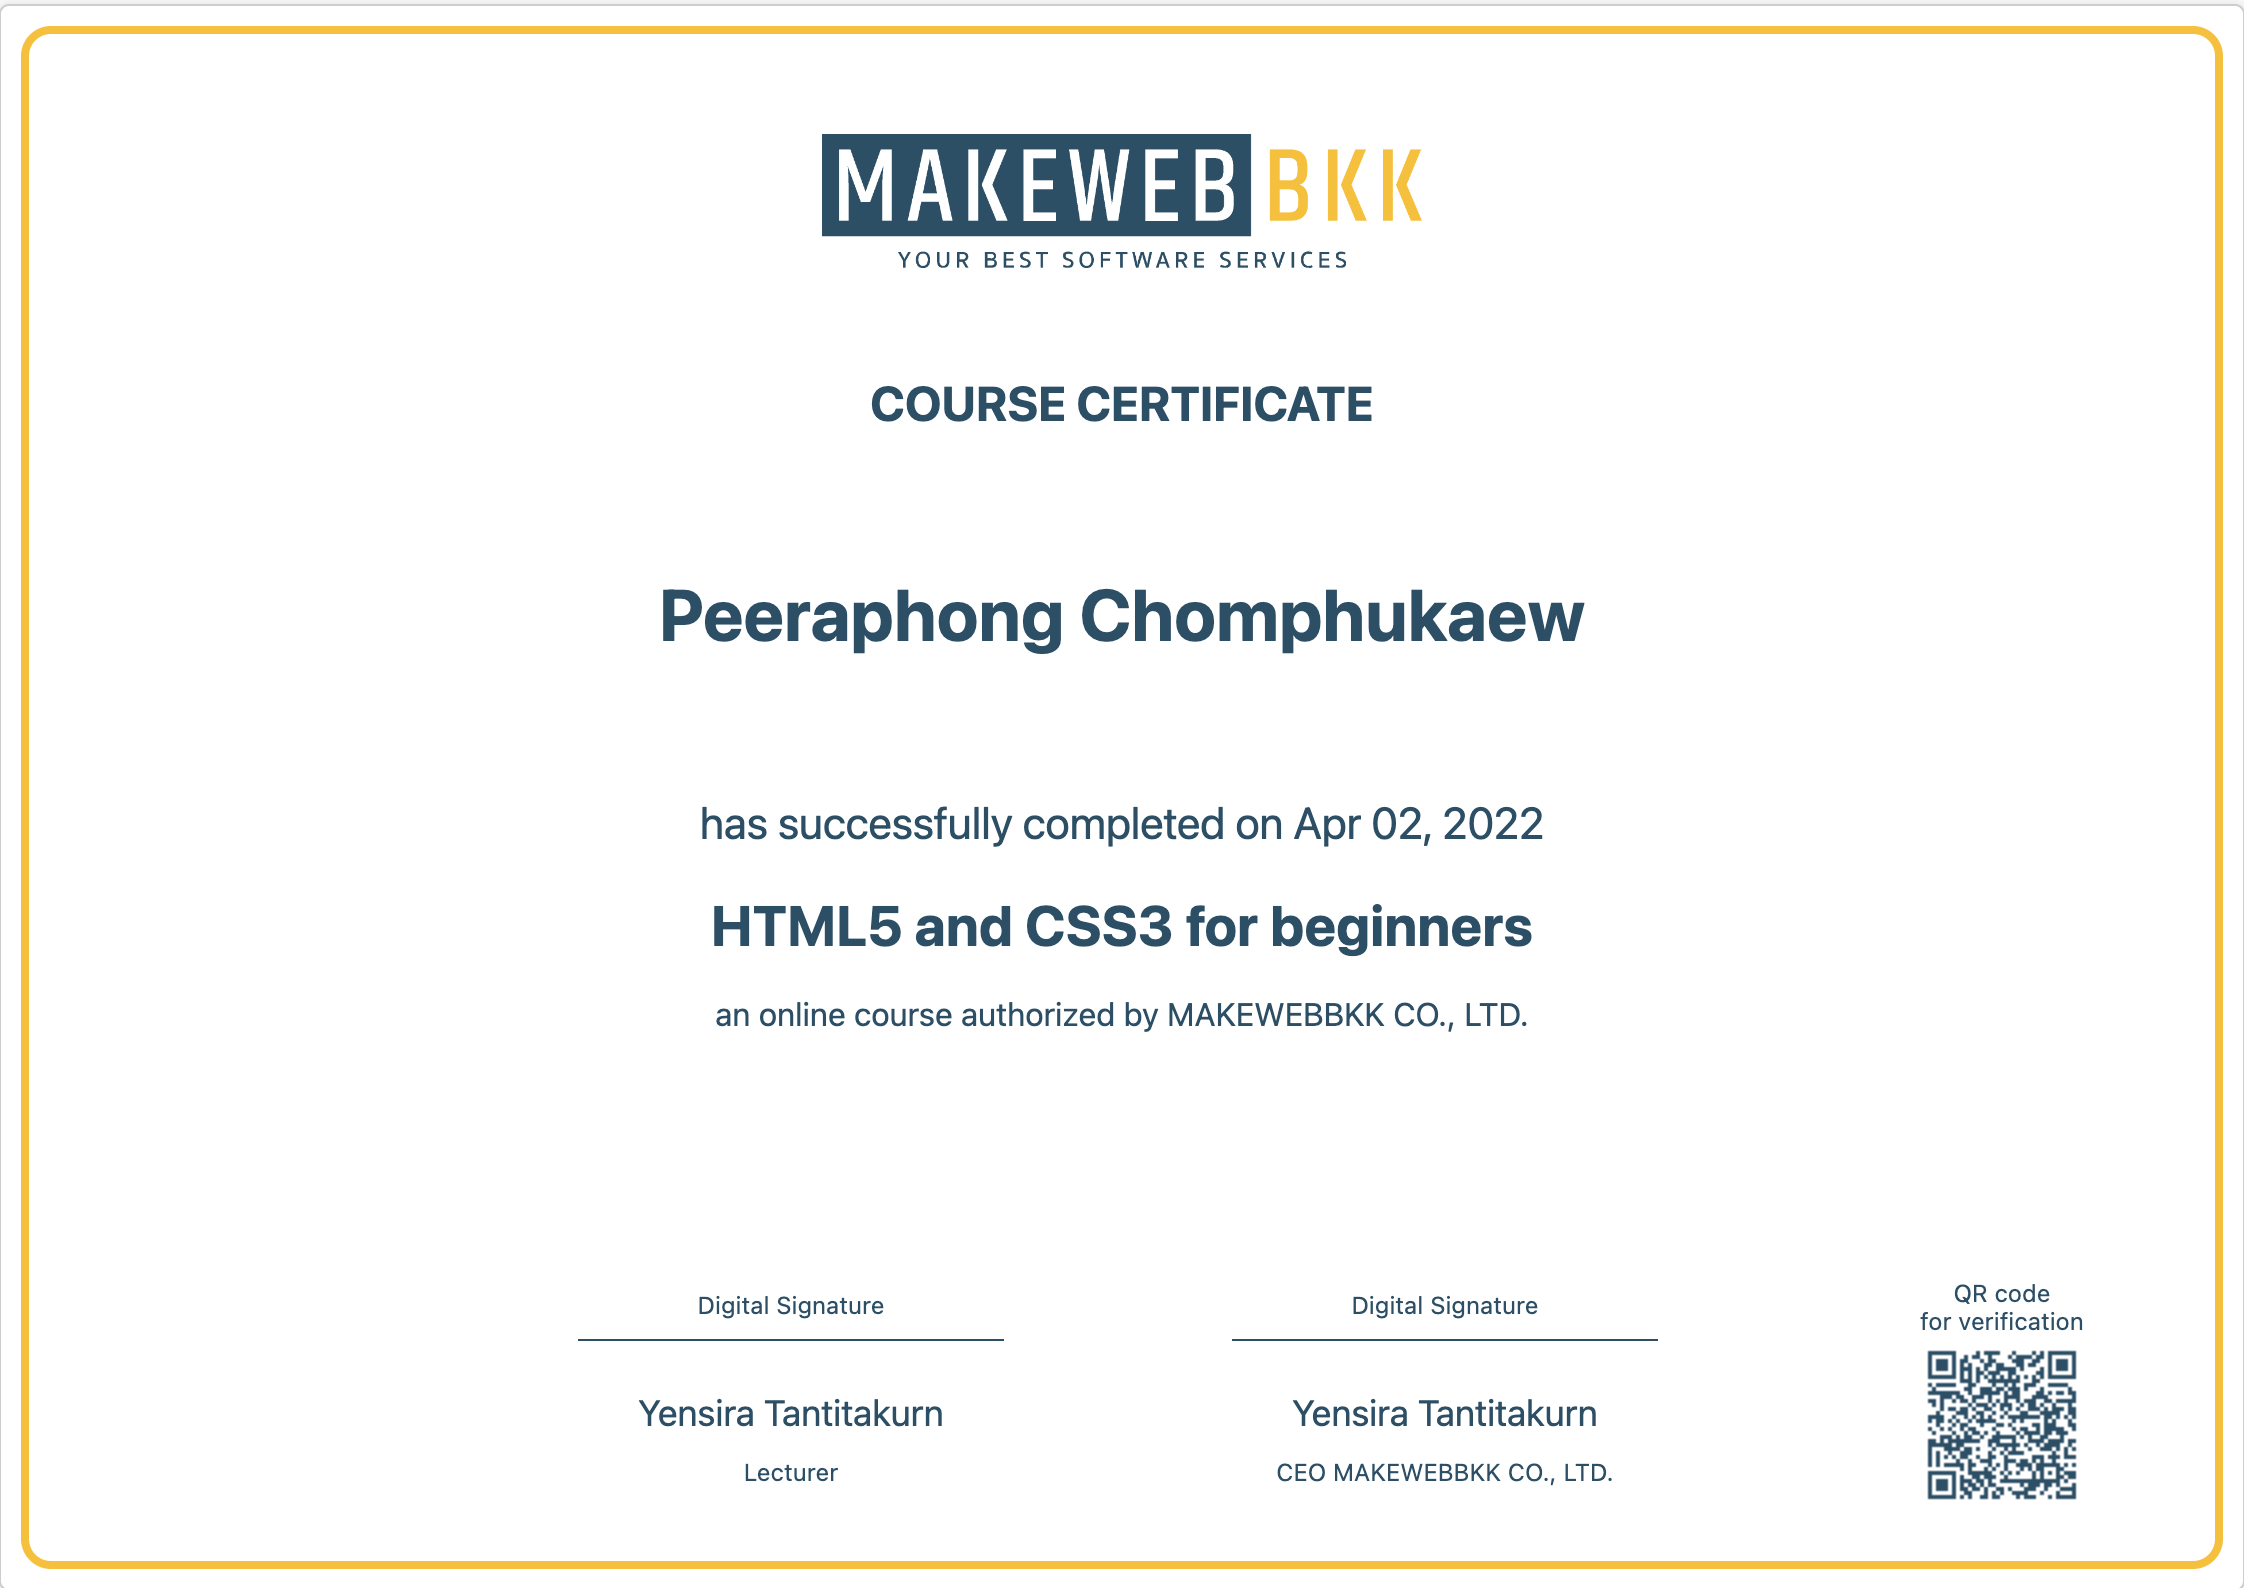 MAKEWEB BKK
YOUR BEST SOFTWARE SERVICES
COURSE CERTIFICATE
Peeraphong Chomphukaew
has successfully completed on Apr 02, 2022
HTML5 and CSS3 for beginners
an online course authorized by MAKEWEBBKK CO., LTD.
Digital Signature
Yensira Tantitakurn
Lecturer
Digital Signature
Yensira Tantitakurn
CEO MAKEWEBBKK CO., LTD.
QR code
for verification